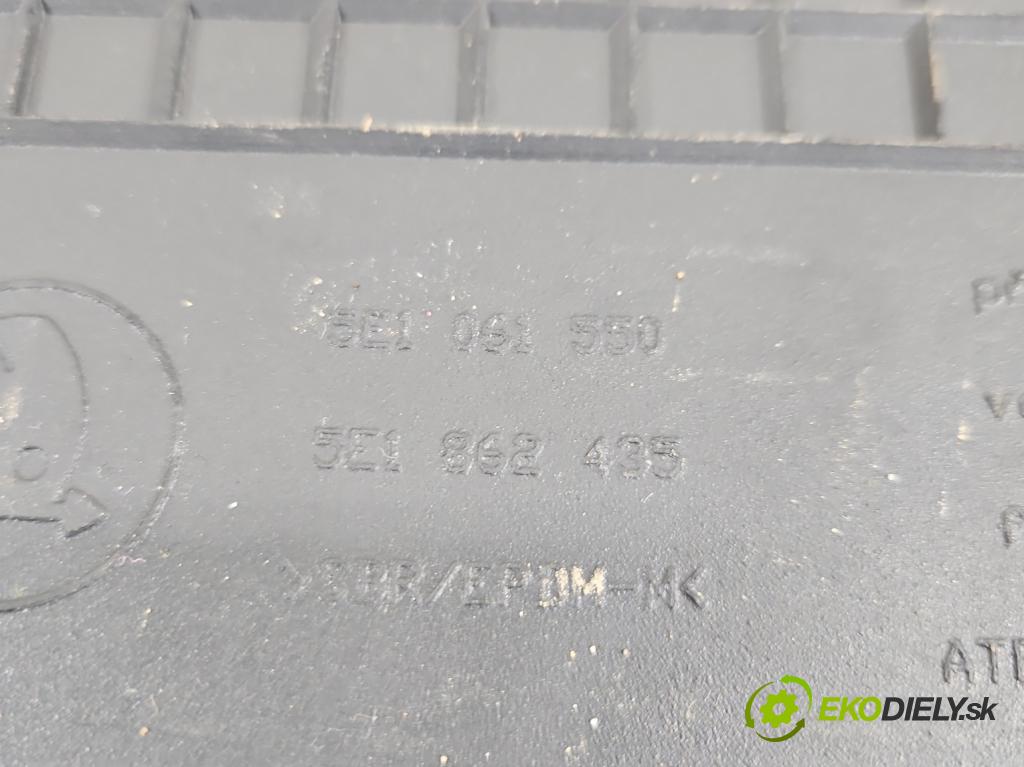 5E1 061 550
5E1 862 435
>SBR/EPDM-M<
EKODIELY.sk